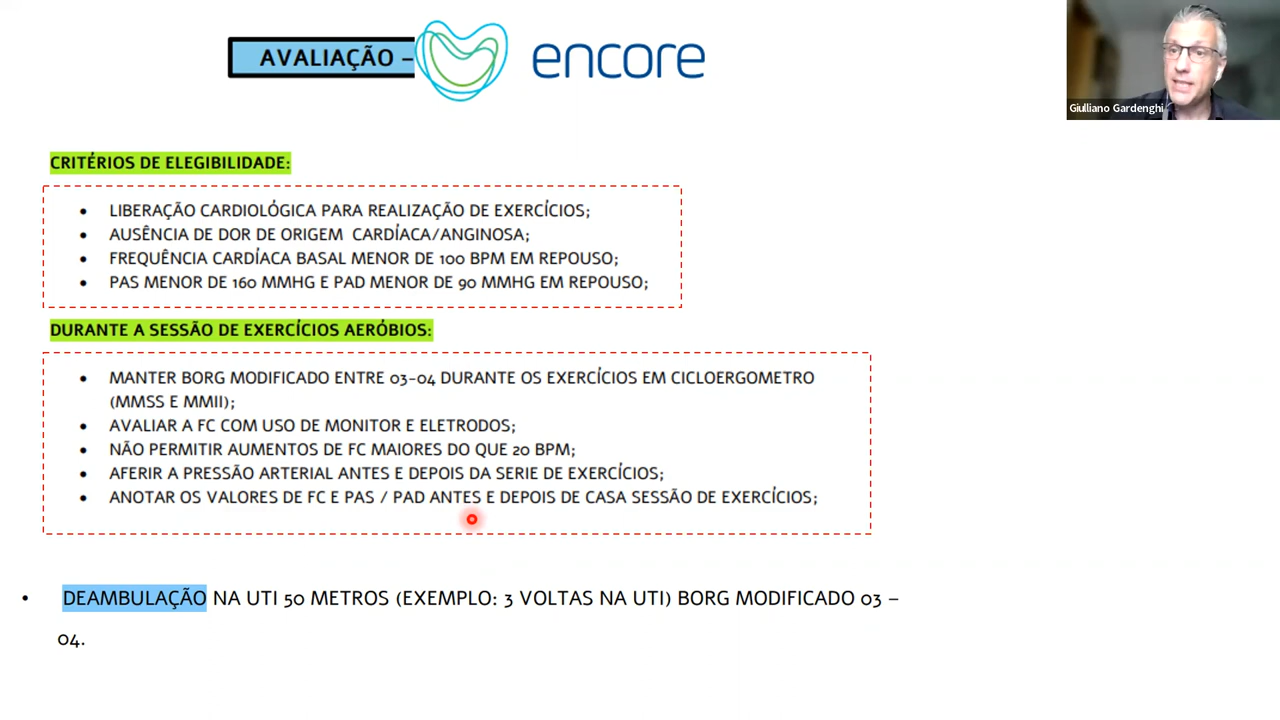 AVALIAÇÃO –
encore
Giulliano Gardenghi
CRITÉRIOS DE ELEGIBILIDADE:
• LIBERAÇÃO CARDIOLÓGICA PARA REALIZAÇÃO DE EXERCÍCIOS;
• AUSÊNCIA DE DOR DE ORIGEM CARDÍACA/ANGINOSA;
• FREQUÊNCIA CARDÍACA BASAL MENOR DE 100 BPM EM REPOUSO;
• PAS MENOR DE 160 MMHG E PAD MENOR DE 90 MMHG EM REPOUSO;
DURANTE A SESSÃO DE EXERCÍCIOS AERÓBIOS:
• MANTER BORG MODIFICADO ENTRE 03-04 DURANTE OS EXERCÍCIOS EM CICLOERGOMETRO
(MMSS E MMII);
• AVALIAR A FC COM USO DE MONITOR E ELETRODOS;
• NÃO PERMITIR AUMENTOS DE FC MAIORES DO QUE 20 BPM;
• AFERIR A PRESSÃO ARTERIAL ANTES E DEPOIS DA SERIE DE EXERCÍCIOS;
• ANOTAR OS VALORES DE FC E PAS / PAD ANTES E DEPOIS DE CASA SESSÃO DE EXERCÍCIOS;
• DEAMBULAÇÃO NA UTI 50 METROS (EXEMPLO: 3 VOLTAS NA UTI) BORG MODIFICADO 03 –
04.